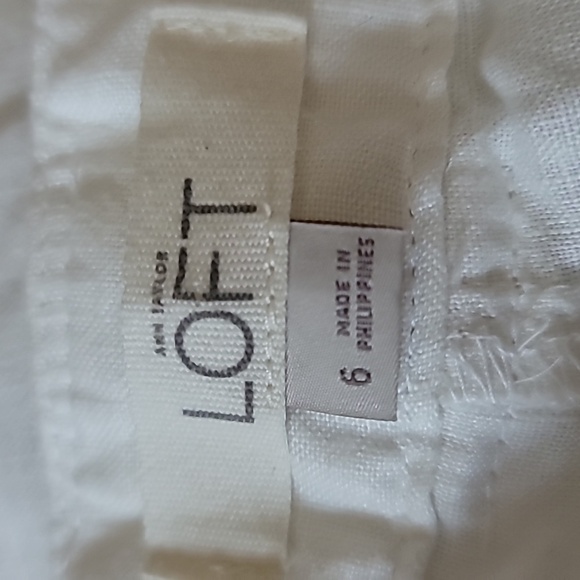 ANN TAYLOR
LOFT
6
MADE IN
PHILIPPINES